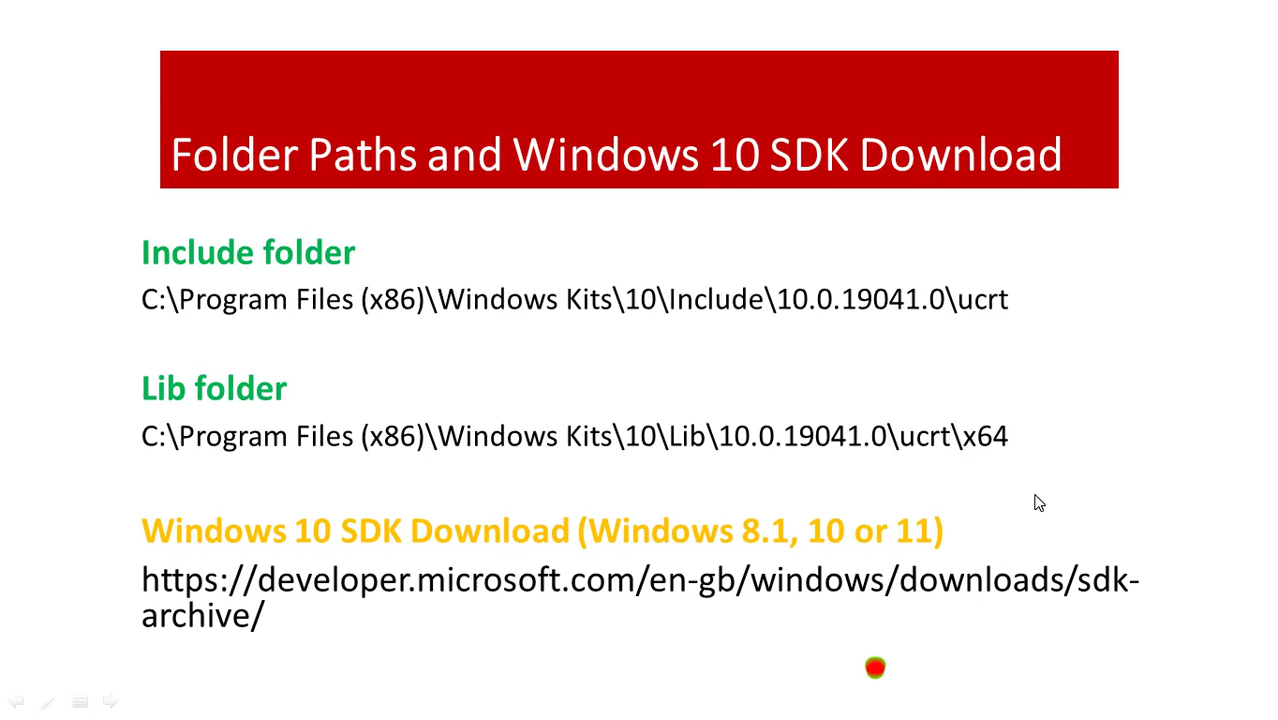 Folder Paths and Windows 10 SDK Download
Include folder
C:\Program Files (x86)\Windows Kits\10\Include\10.0.19041.0\ucrt
Lib folder
C:\Program Files (x86)\Windows Kits\10\Lib\10.0.19041.0\ucrt\x64
Windows 10 SDK Download (Windows 8.1, 10 or 11)
https://developer.microsoft.com/en-gb/windows/downloads/sdk-
archive/